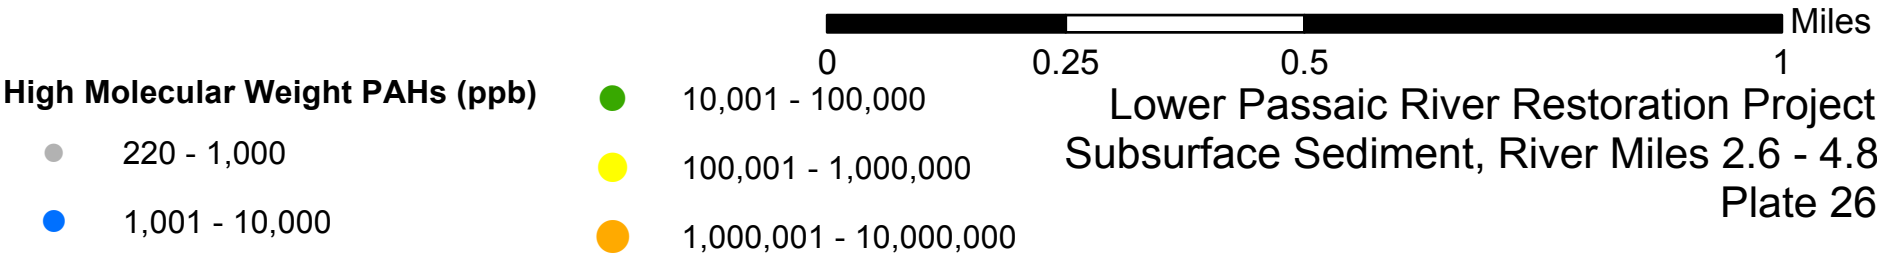 Miles
0 0.25 0.5 1
High Molecular Weight PAHs (ppb)
220 - 1,000
1,001 - 10,000
10,001 - 100,000
100,001 - 1,000,000
1,000,001 - 10,000,000
Lower Passaic River Restoration Project
Subsurface Sediment, River Miles 2.6 - 4.8
Plate 26